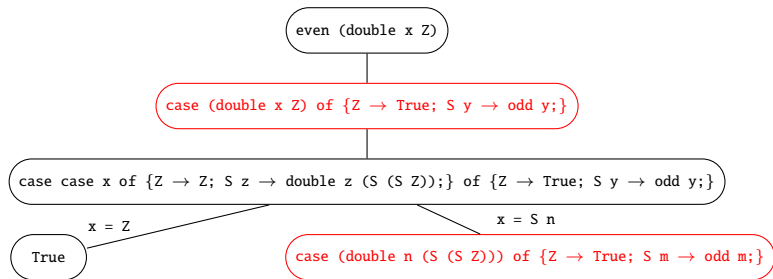 even (double x Z)
case (double x Z) of {Z → True; S y → odd y;}
case case x of {Z → Z; S z → double z (S (S Z));} of {Z → True; S y → odd y;}
x = Z
x = S n
True
case (double n (S (S Z))) of {Z → True; S m → odd m;}